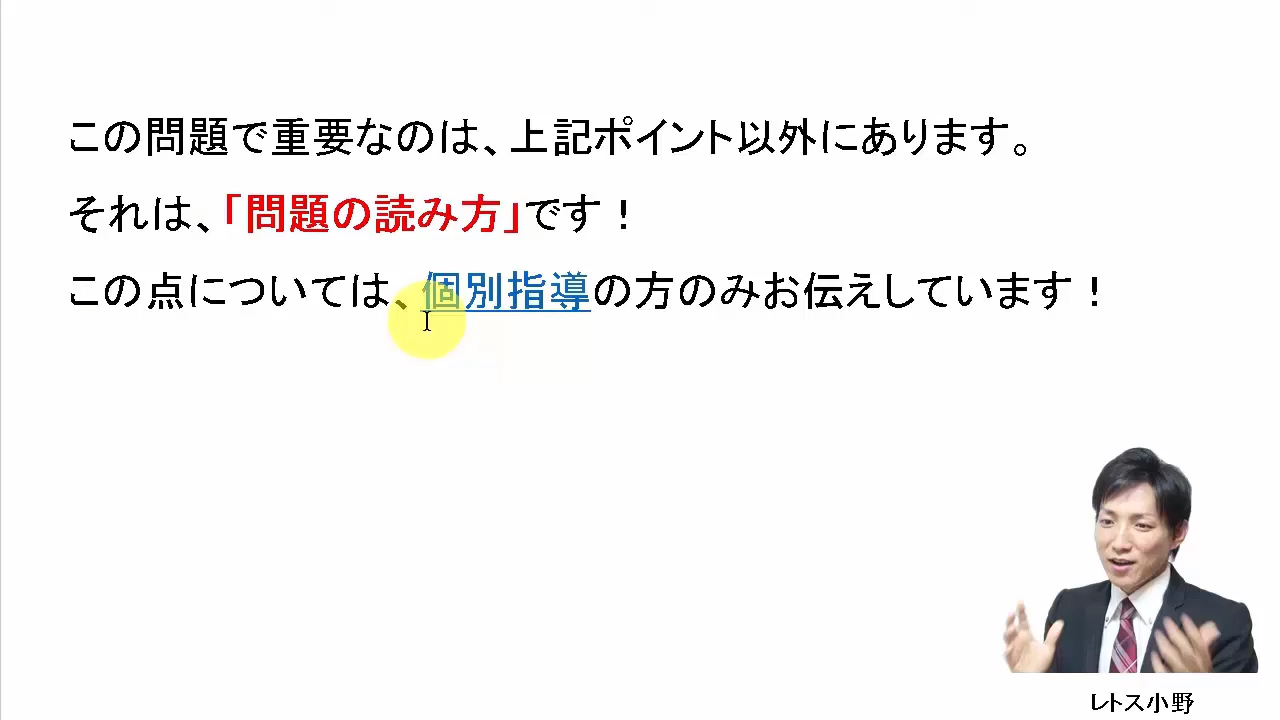 この問題で重要なのは、上記ポイント以外にあります。
それは、「問題の読み方」です！
この点については、個別指導の方のみお伝えしています！
レトス小野